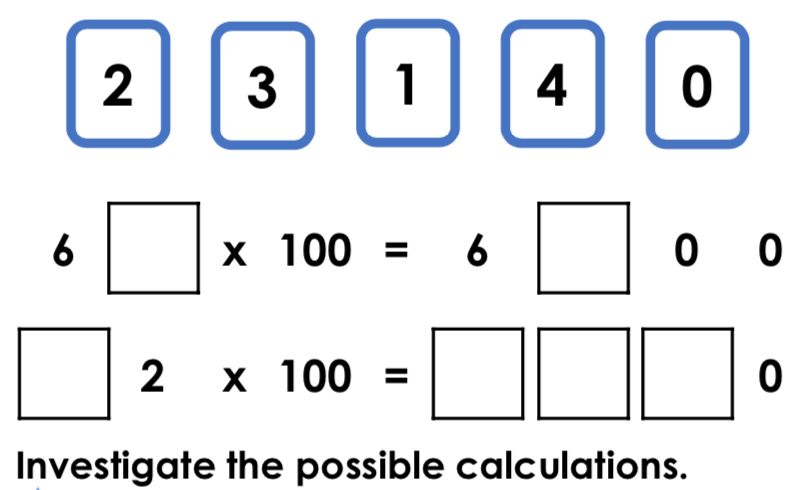 2 3 1 4 0
6 x 100 = 6 0 0
2 x 100 = 0
Investigate the possible calculations.